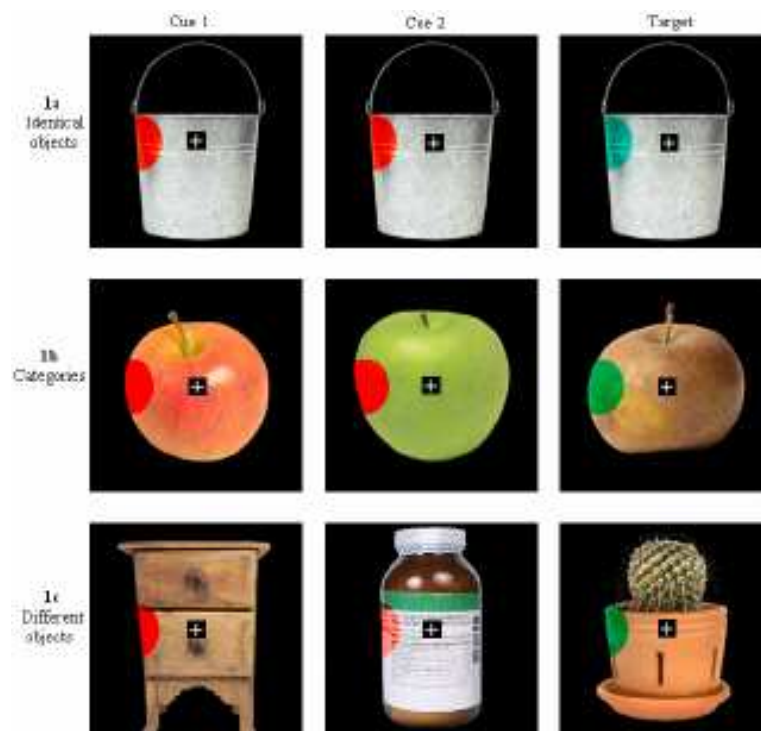 Cue 1
Cue 2
Target
1a
Identical
objects
1b
Categories
1c
Different
objects